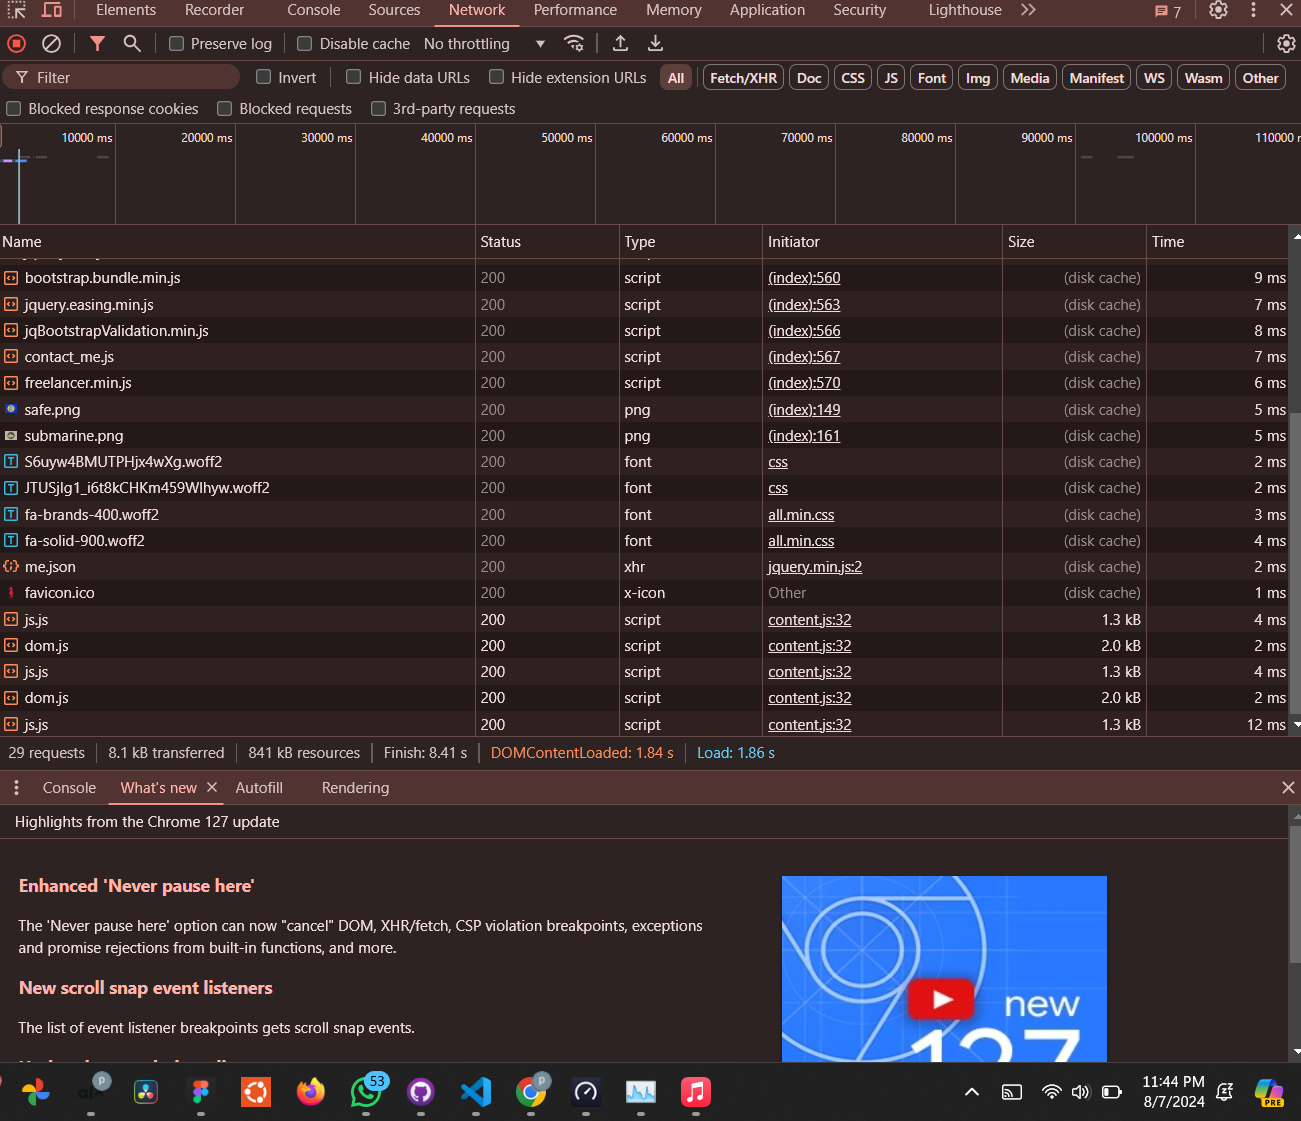 Elements Recorder Console Sources Network Performance Memory Application Security Lighthouse 7
Preserve log Disable cache No throttling
Filter Invert Hide data URLs Hide extension URLs All Fetch/XHR Doc CSS JS Font Img Media Manifest WS Wasm Other
Blocked response cookies Blocked requests 3rd-party requests
10000 ms 20000 ms 30000 ms 40000 ms 50000 ms 60000 ms 70000 ms 80000 ms 90000 ms 100000 ms 110000
Name Status Type Initiator Size Time
bootstrap.bundle.min.js 200 script (index):560 (disk cache) 9 ms
jquery.easing.min.js 200 script (index):563 (disk cache) 7 ms
jqBootstrapValidation.min.js 200 script (index):566 (disk cache) 8 ms
contact_me.js 200 script (index):567 (disk cache) 7 ms
freelancer.min.js 200 script (index):570 (disk cache) 6 ms
safe.png 200 png (index):149 (disk cache) 5 ms
submarine.png 200 png (index):161 (disk cache) 5 ms
S6uyw4BMUTPHjx4wXg.woff2 200 font css (disk cache) 2 ms
JTUSjIg1_i6t8kCHKm459Wlhyw.woff2 200 font css (disk cache) 2 ms
fa-brands-400.woff2 200 font all.min.css (disk cache) 3 ms
fa-solid-900.woff2 200 font all.min.css (disk cache) 4 ms
me.json 200 xhr jquery.min.js:2 (disk cache) 2 ms
favicon.ico 200 x-icon Other (disk cache) 1 ms
js.js 200 script content.js:32 1.3 kB 4 ms
dom.js 200 script content.js:32 2.0 kB 2 ms
js.js 200 script content.js:32 1.3 kB 4 ms
dom.js 200 script content.js:32 2.0 kB 2 ms
js.js 200 script content.js:32 1.3 kB 12 ms
29 requests 8.1 kB transferred 841 kB resources Finish: 8.41 s DOMContentLoaded: 1.84 s Load: 1.86 s
Console What's new Autofill Rendering
Highlights from the Chrome 127 update
Enhanced 'Never pause here'
The 'Never pause here' option can now "cancel" DOM, XHR/fetch, CSP violation breakpoints, exceptions
and promise rejections from built-in functions, and more.
New scroll snap event listeners
The list of event listener breakpoints gets scroll snap events.
new
127
P 53 P
11:44 PM
8/7/2024
PRE